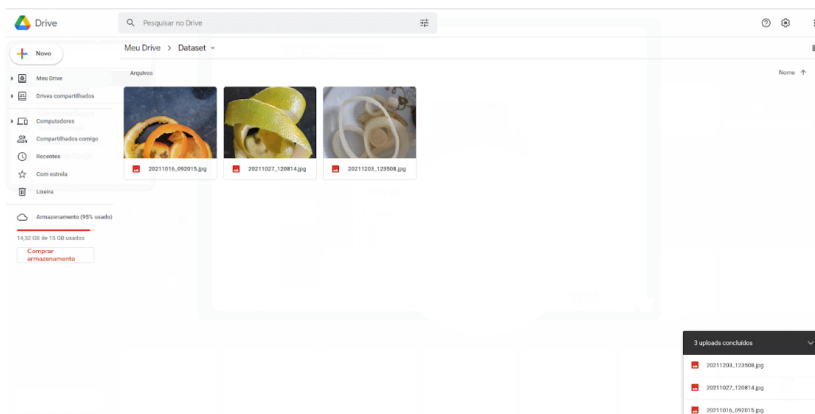 Drive
Pesquisar no Drive
Novo
Meu Drive > Dataset
Meu Drive
Drives compartilhados
Computadores
Compartilhados comigo
Recentes
Com estrela
Lixeira
Armazenamento (95% usado)
14,32 GB de 15 GB usados
Comprar
armazenamento
Arquivos
Nome
20211016_092015.jpg
20211027_120814.jpg
20211203_123508.jpg
3 uploads concluídos
20211203_123508.jpg
20211027_120814.jpg
20211016_092015.jpg